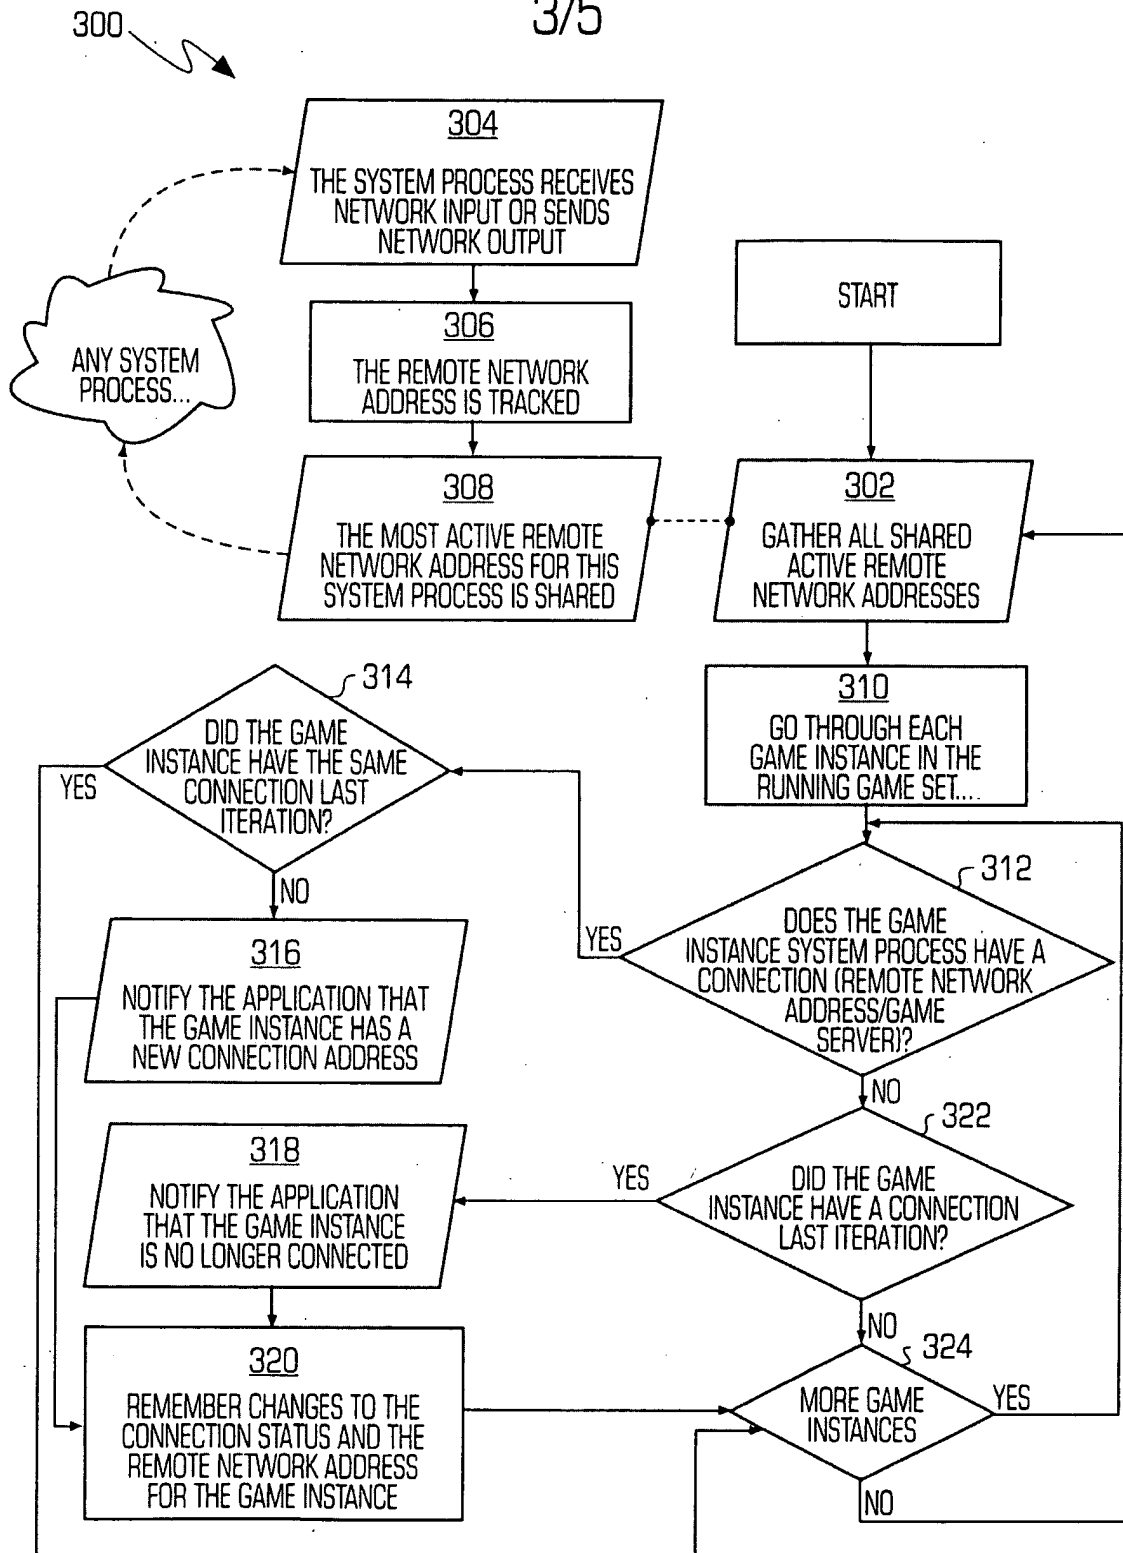 3/5
300
304
THE SYSTEM PROCESS RECEIVES
NETWORK INPUT OR SENDS
NETWORK OUTPUT
START
306
THE REMOTE NETWORK
ADDRESS IS TRACKED
ANY SYSTEM
PROCESS...
308
THE MOST ACTIVE REMOTE
NETWORK ADDRESS FOR THIS
SYSTEM PROCESS IS SHARED
302
GATHER ALL SHARED
ACTIVE REMOTE
NETWORK ADDRESSES
310
GO THROUGH EACH
GAME INSTANCE IN THE
RUNNING GAME SET....
314
DID THE GAME
INSTANCE HAVE THE SAME
CONNECTION LAST
ITERATION?
YES
NO
312
DOES THE GAME
INSTANCE SYSTEM PROCESS HAVE A
CONNECTION (REMOTE NETWORK
ADDRESS/GAME
SERVER)?
YES
NO
316
NOTIFY THE APPLICATION THAT
THE GAME INSTANCE HAS A
NEW CONNECTION ADDRESS
322
DID THE GAME
INSTANCE HAVE A CONNECTION
LAST ITERATION?
YES
NO
318
NOTIFY THE APPLICATION
THAT THE GAME INSTANCE
IS NO LONGER CONNECTED
320
REMEMBER CHANGES TO THE
CONNECTION STATUS AND THE
REMOTE NETWORK ADDRESS
FOR THE GAME INSTANCE
324
MORE GAME
INSTANCES
YES
NO